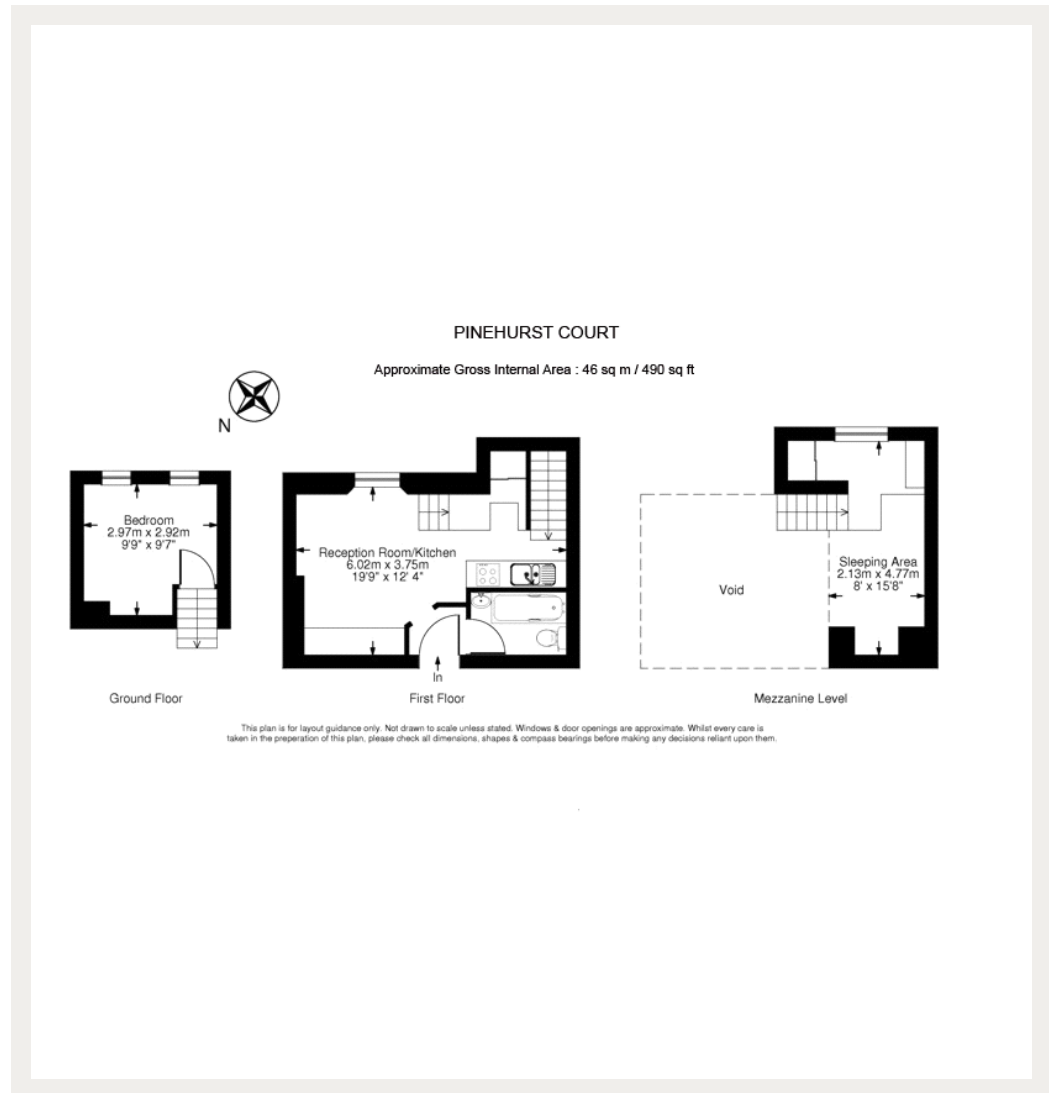 PINEHURST COURT
Approximate Gross Internal Area : 46 sq m / 490 sq ft
N
Bedroom
2.97m x 2.92m
9'9" x 9'7"
Reception Room/Kitchen
6.02m x 3.75m
19'9" x 12' 4"
In
Void
Sleeping Area
2.13m x 4.77m
8' x 15'8"
Ground Floor
First Floor
Mezzanine Level
This plan is for layout guidance only. Not drawn to scale unless stated. Windows & door openings are approximate. Whilst every care is
taken in the preperation of this plan, please check all dimensions, shapes & compass bearings before making any decisions reliant upon them.